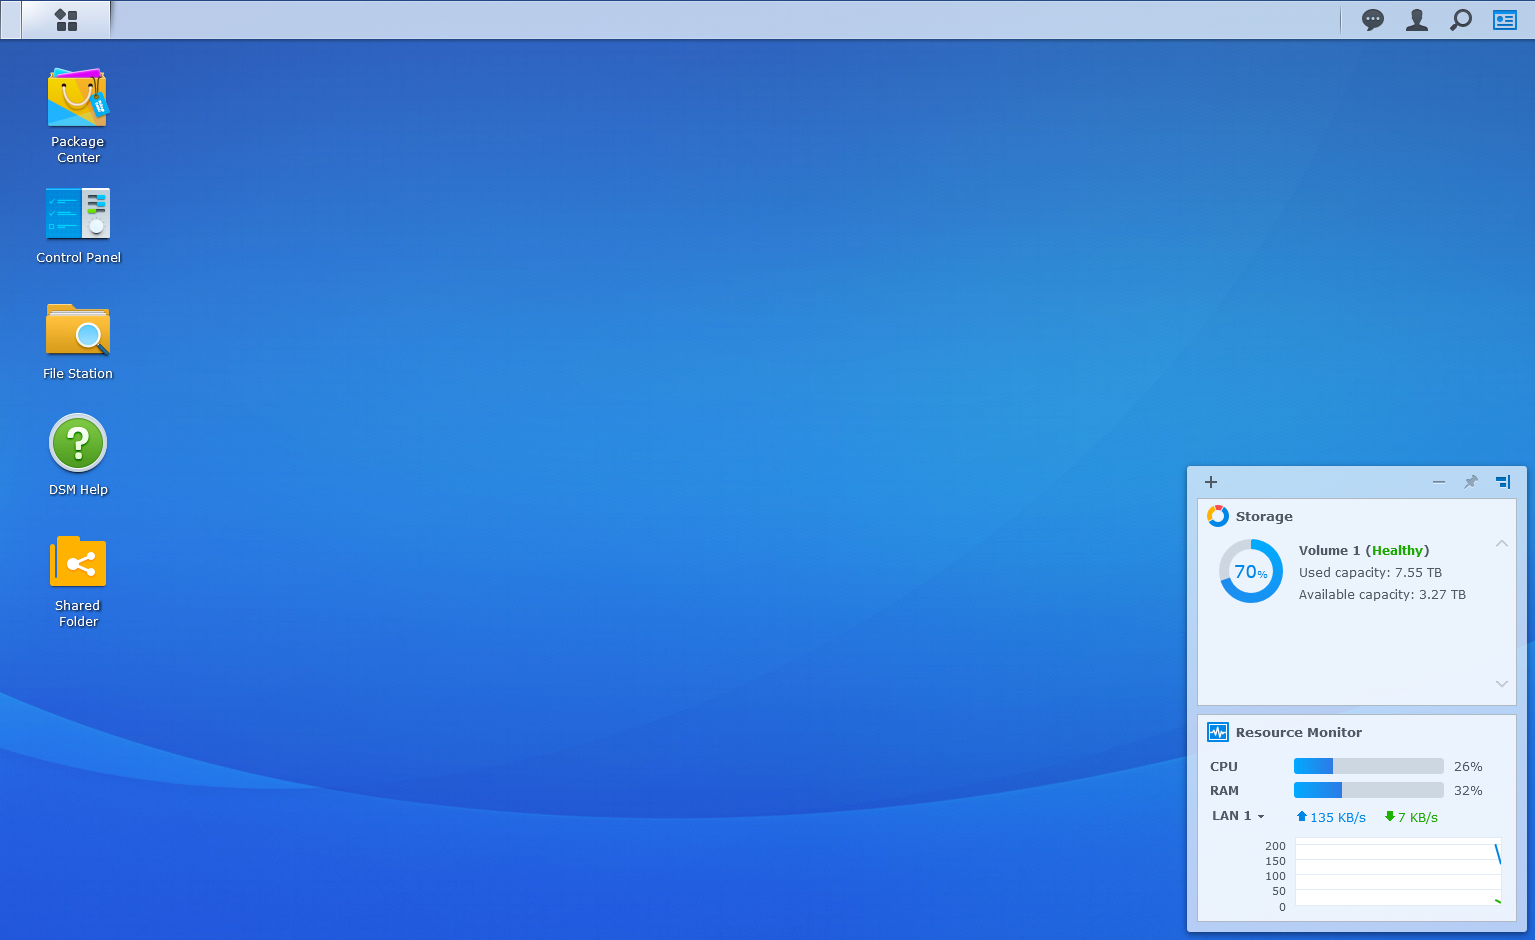 Package
Center
Control Panel
File Station
DSM Help
Shared
Folder
Storage
70%
Volume 1 (Healthy)
Used capacity: 7.55 TB
Available capacity: 3.27 TB
Resource Monitor
CPU 26%
RAM 32%
LAN 1 135 KB/s 7 KB/s
200
150
100
50
0